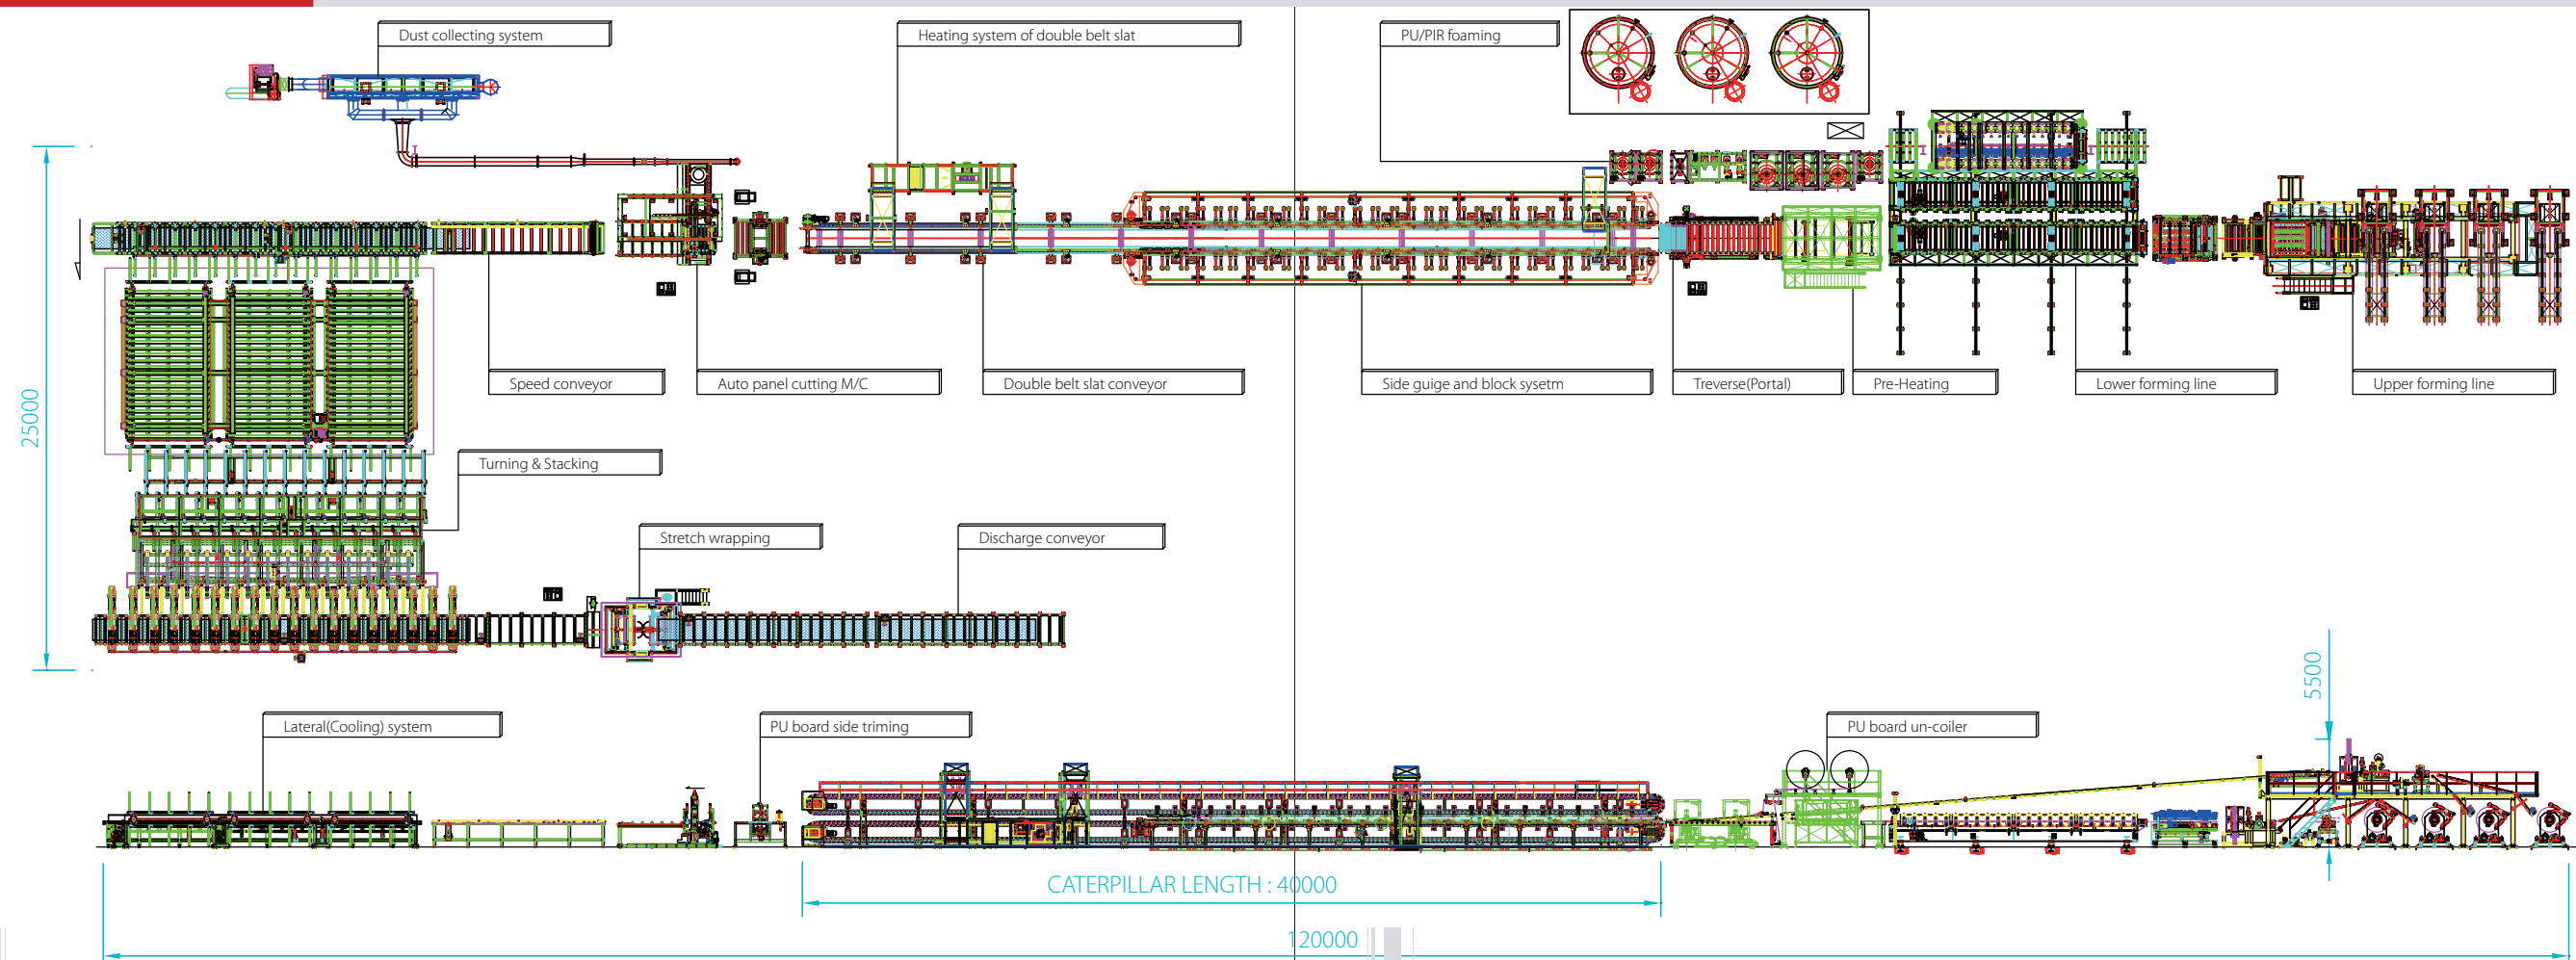 Dust collecting system
Heating system of double belt slat
PU/PIR foaming
25000
Speed conveyor
Auto panel cutting M/C
Double belt slat conveyor
Side guige and block sysetm
Treverse(Portal)
Pre-Heating
Lower forming line
Upper forming line
Turning & Stacking
Stretch wrapping
Discharge conveyor
5500
Lateral(Cooling) system
PU board side triming
PU board un-coiler
CATERPILLAR LENGTH : 40000
120000